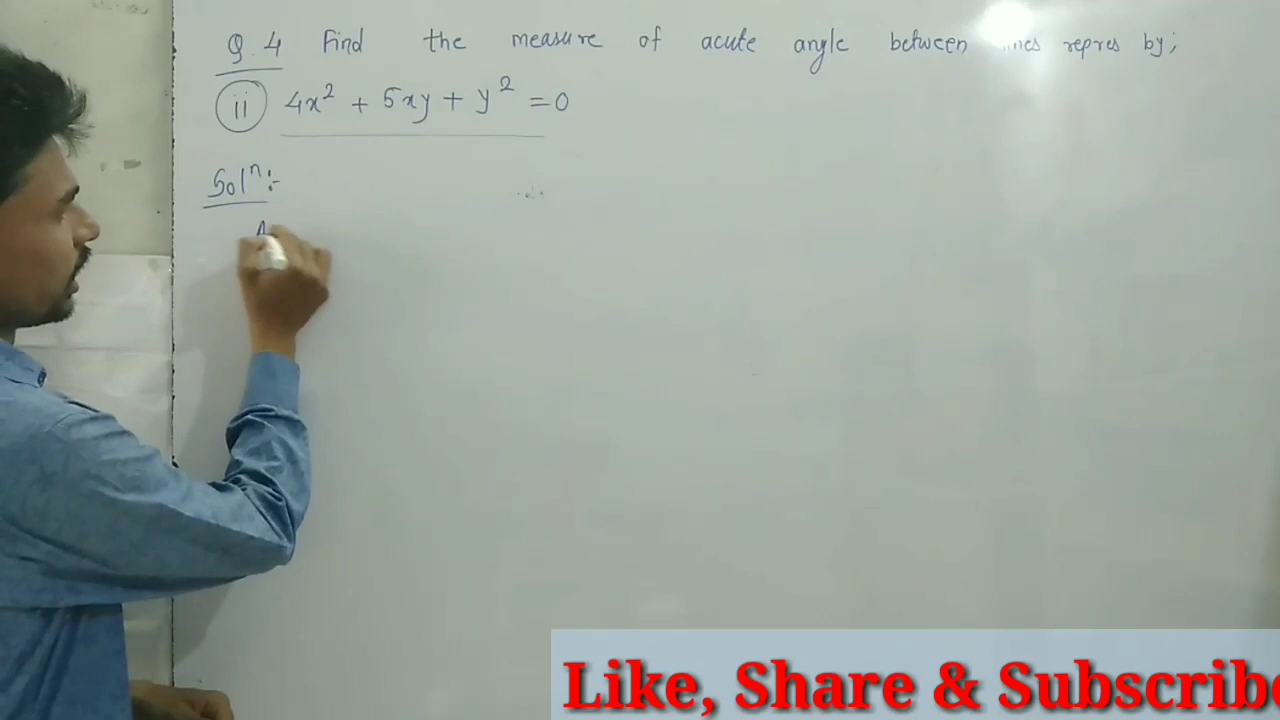 Q.4 Find the measure of acute angle between lines repres by;
ii 4x² + 5xy + y² = 0
Solⁿ:-
A
Like, Share & Subscribe